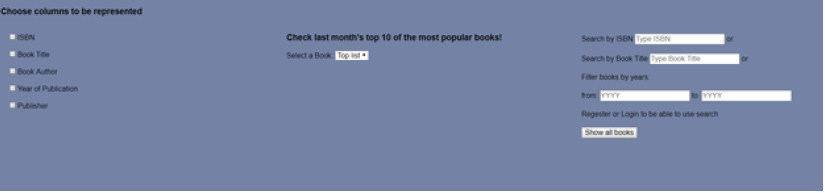 Choose columns to be represented
ISBN
Book Title
Book Author
Year of Publication
Publisher
Check last month's top 10 of the most popular books!
Select a Book: Top list
Search by ISBN Type ISBN or
Search by Book Title Type Book Title or
Filter books by years
from: YYYY to: YYYY
Regester or Login to be able to use search
Show all books